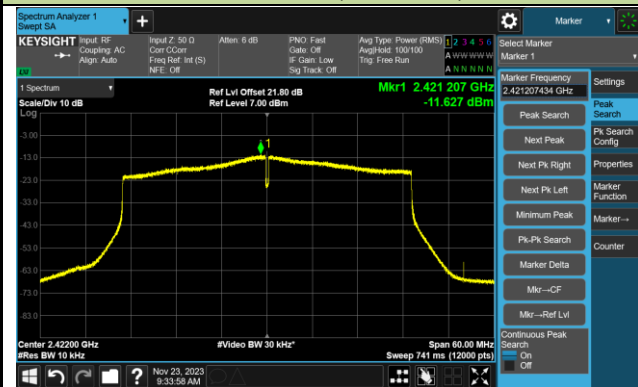 Spectrum Analyzer 1
Swept SA
Marker
KEYSIGHT
Input: RF
Coupling: AC
Align: Auto
Input Z: 50 Ω
Corr CCorr
Freq Ref: Int (S)
NFE: Off
Atten: 6 dB
PNO: Fast
Gate: Off
IF Gain: Low
Sig Track: Off
Avg Type: Power (RMS)
Avg|Hold: 100/100
Trig: Free Run
1 2 3 4 5 6
A W W W W W
A N N N N N
Select Marker
Marker 1
1 Spectrum
Scale/Div 10 dB
Log
Ref Lvl Offset 21.80 dB
Ref Level 7.00 dBm
Mkr1 2.421 207 GHz
-11.627 dBm
1
-3.00
-13.0
-23.0
-33.0
-43.0
-53.0
-63.0
-73.0
-83.0
Center 2.42200 GHz
#Res BW 10 kHz
#Video BW 30 kHz*
Span 60.00 MHz
Sweep 741 ms (12000 pts)
Marker Frequency
2.421207434 GHz
Peak Search
Next Peak
Next Pk Right
Next Pk Left
Minimum Peak
Pk-Pk Search
Marker Delta
Mkr→CF
Mkr→Ref Lvl
Continuous Peak
Search
On
Off
Settings
Peak
Search
Pk Search
Config
Properties
Marker
Function
Marker→
Counter
Nov 23, 2023
9:33:58 AM